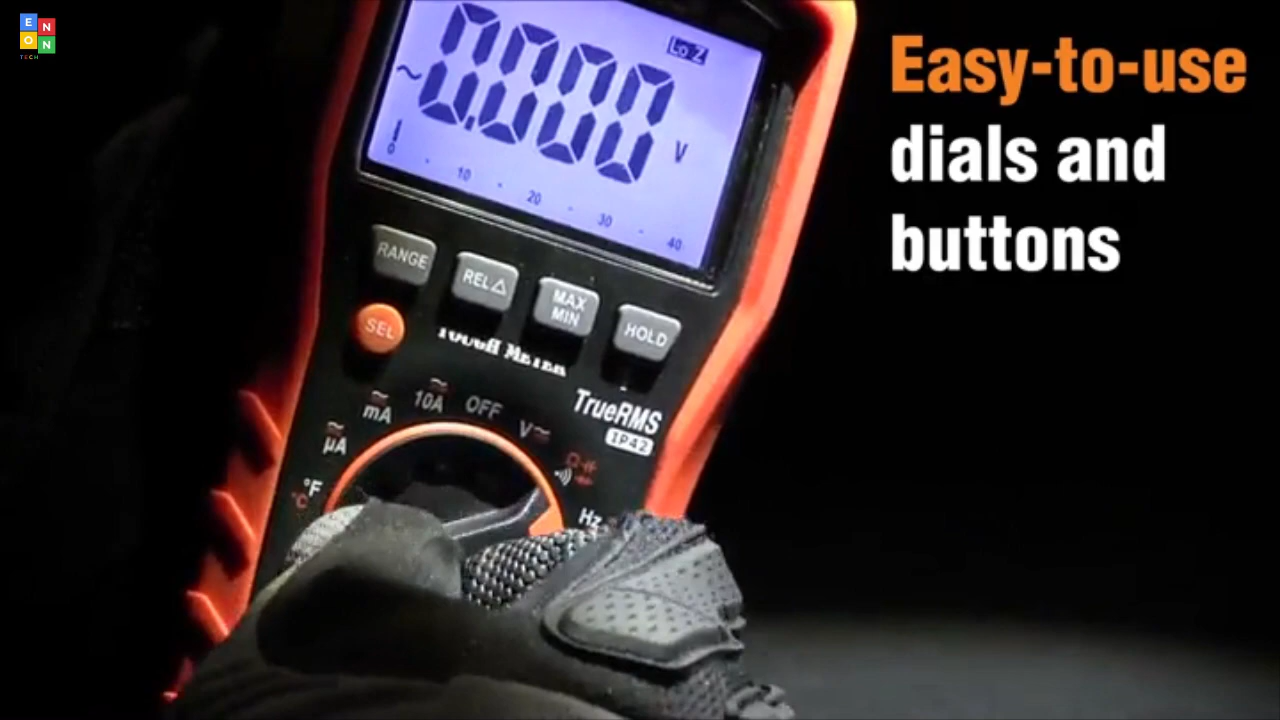 E N
O N
TECH
Easy-to-use
dials and
buttons
Lo Z
~ 0.000 V
0 10 20 30 40
RANGE
REL△
MAX
MIN
HOLD
SEL
TOUGH METER
TrueRMS
IP42
µA
mA
10A
OFF
V
°F
°C
Hz